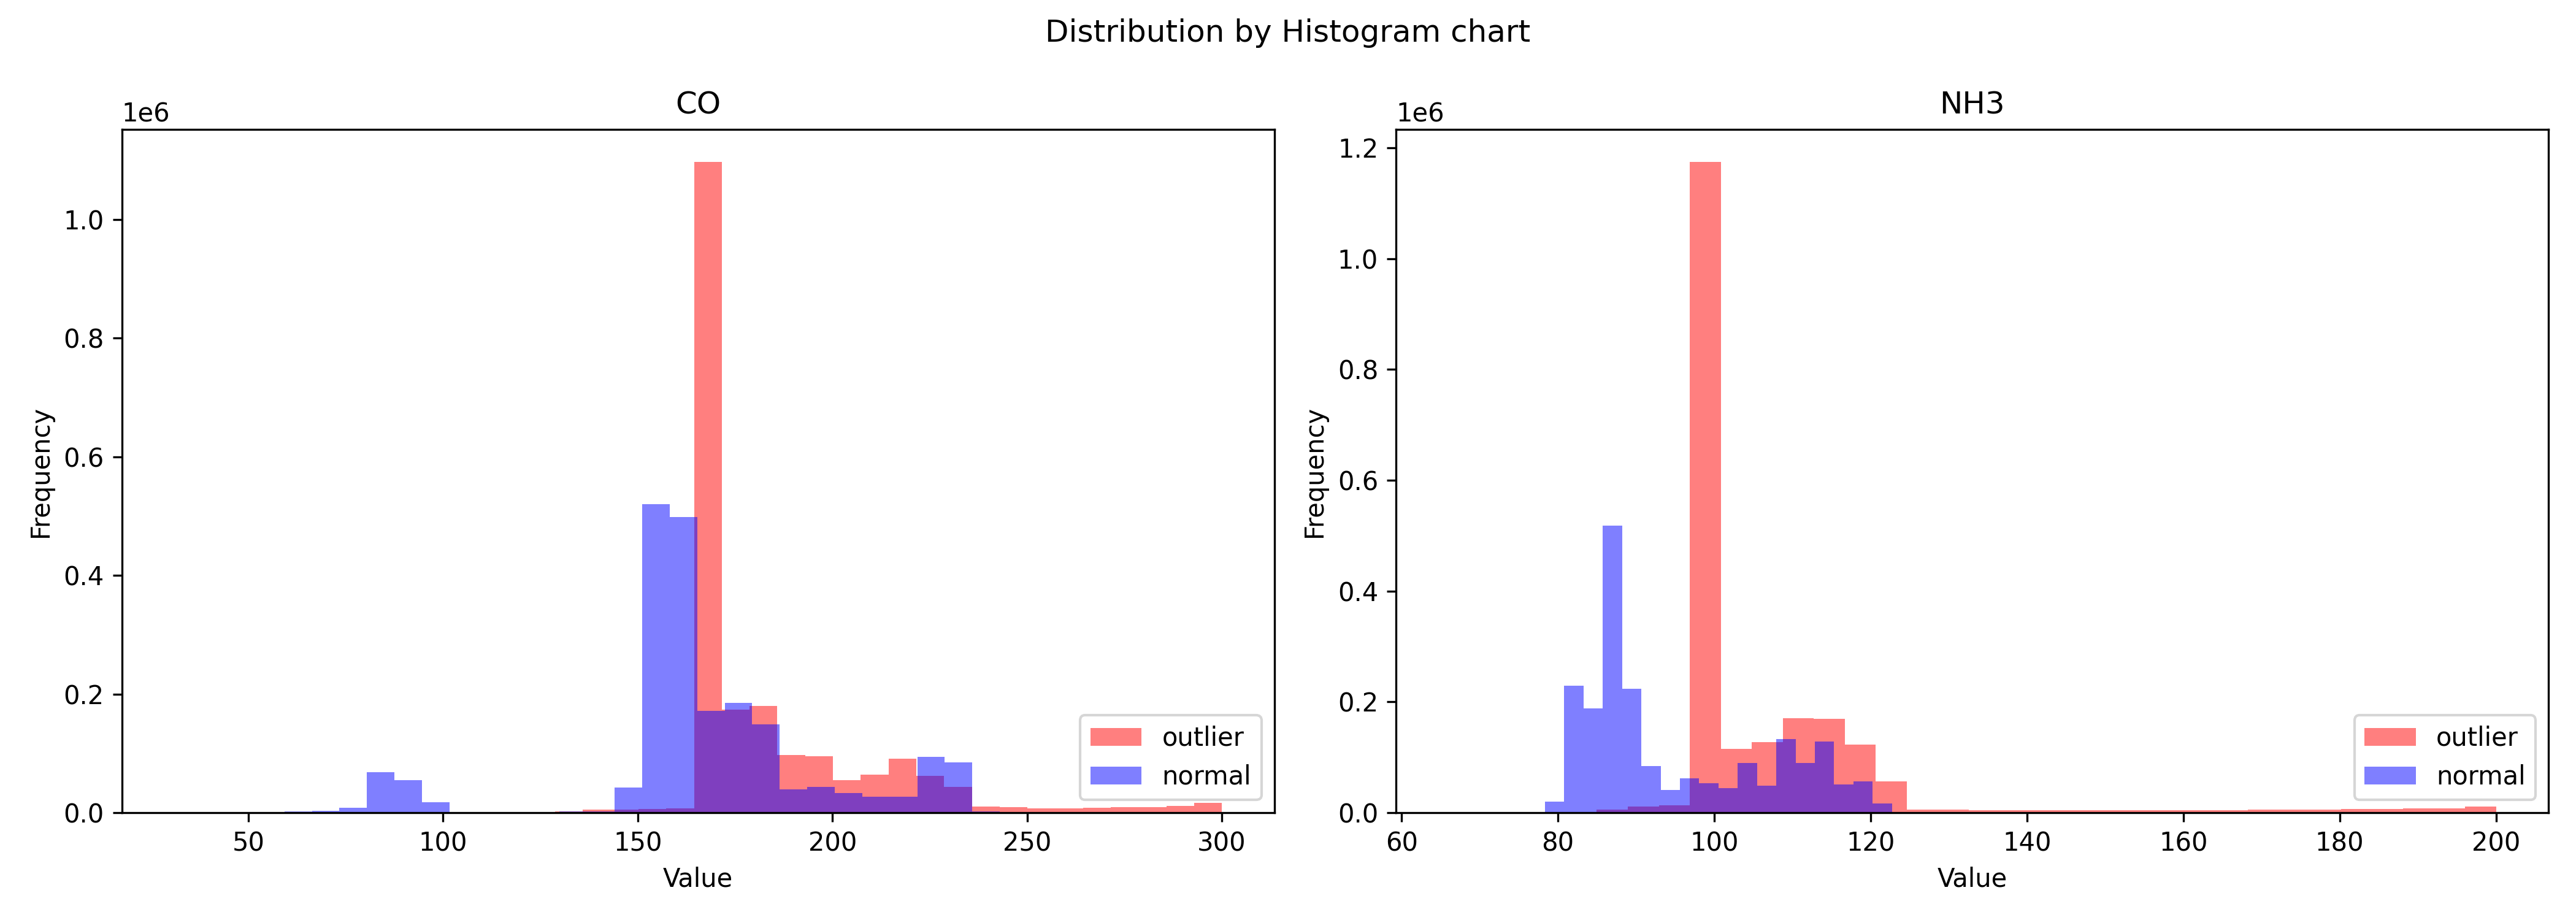 Distribution by Histogram chart
CO
1e6
1.0
0.8
0.6
0.4
0.2
0.0
Frequency
50 100 150 200 250 300
Value
outlier
normal
NH3
1e6
1.2
1.0
0.8
0.6
0.4
0.2
0.0
Frequency
60 80 100 120 140 160 180 200
Value
outlier
normal